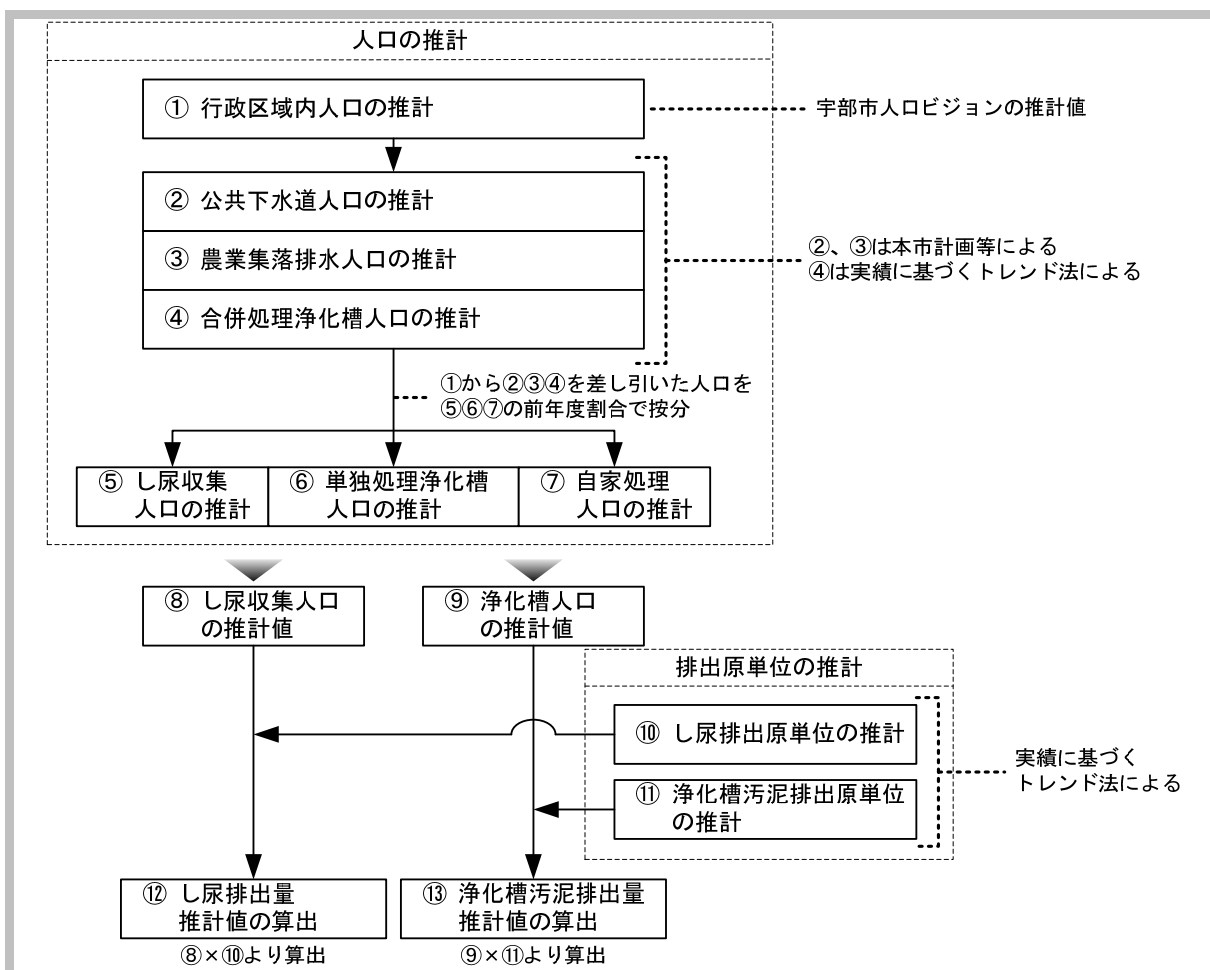 人口の推計
① 行政区域内人口の推計
宇部市人口ビジョンの推計値
② 公共下水道人口の推計
③ 農業集落排水人口の推計
④ 合併処理浄化槽人口の推計
②、③は本市計画等による
④は実績に基づくトレンド法による
①から②③④を差し引いた人口を
⑤⑥⑦の前年度割合で按分
⑤ し尿収集
人口の推計
⑥ 単独処理浄化槽
人口の推計
⑦ 自家処理
人口の推計
⑧ し尿収集人口
の推計値
⑨ 浄化槽人口
の推計値
排出原単位の推計
⑩ し尿排出原単位の推計
⑪ 浄化槽汚泥排出原単位
の推計
実績に基づく
トレンド法による
⑫ し尿排出量
推計値の算出
⑧×⑩より算出
⑬ 浄化槽汚泥排出量
推計値の算出
⑨×⑪より算出